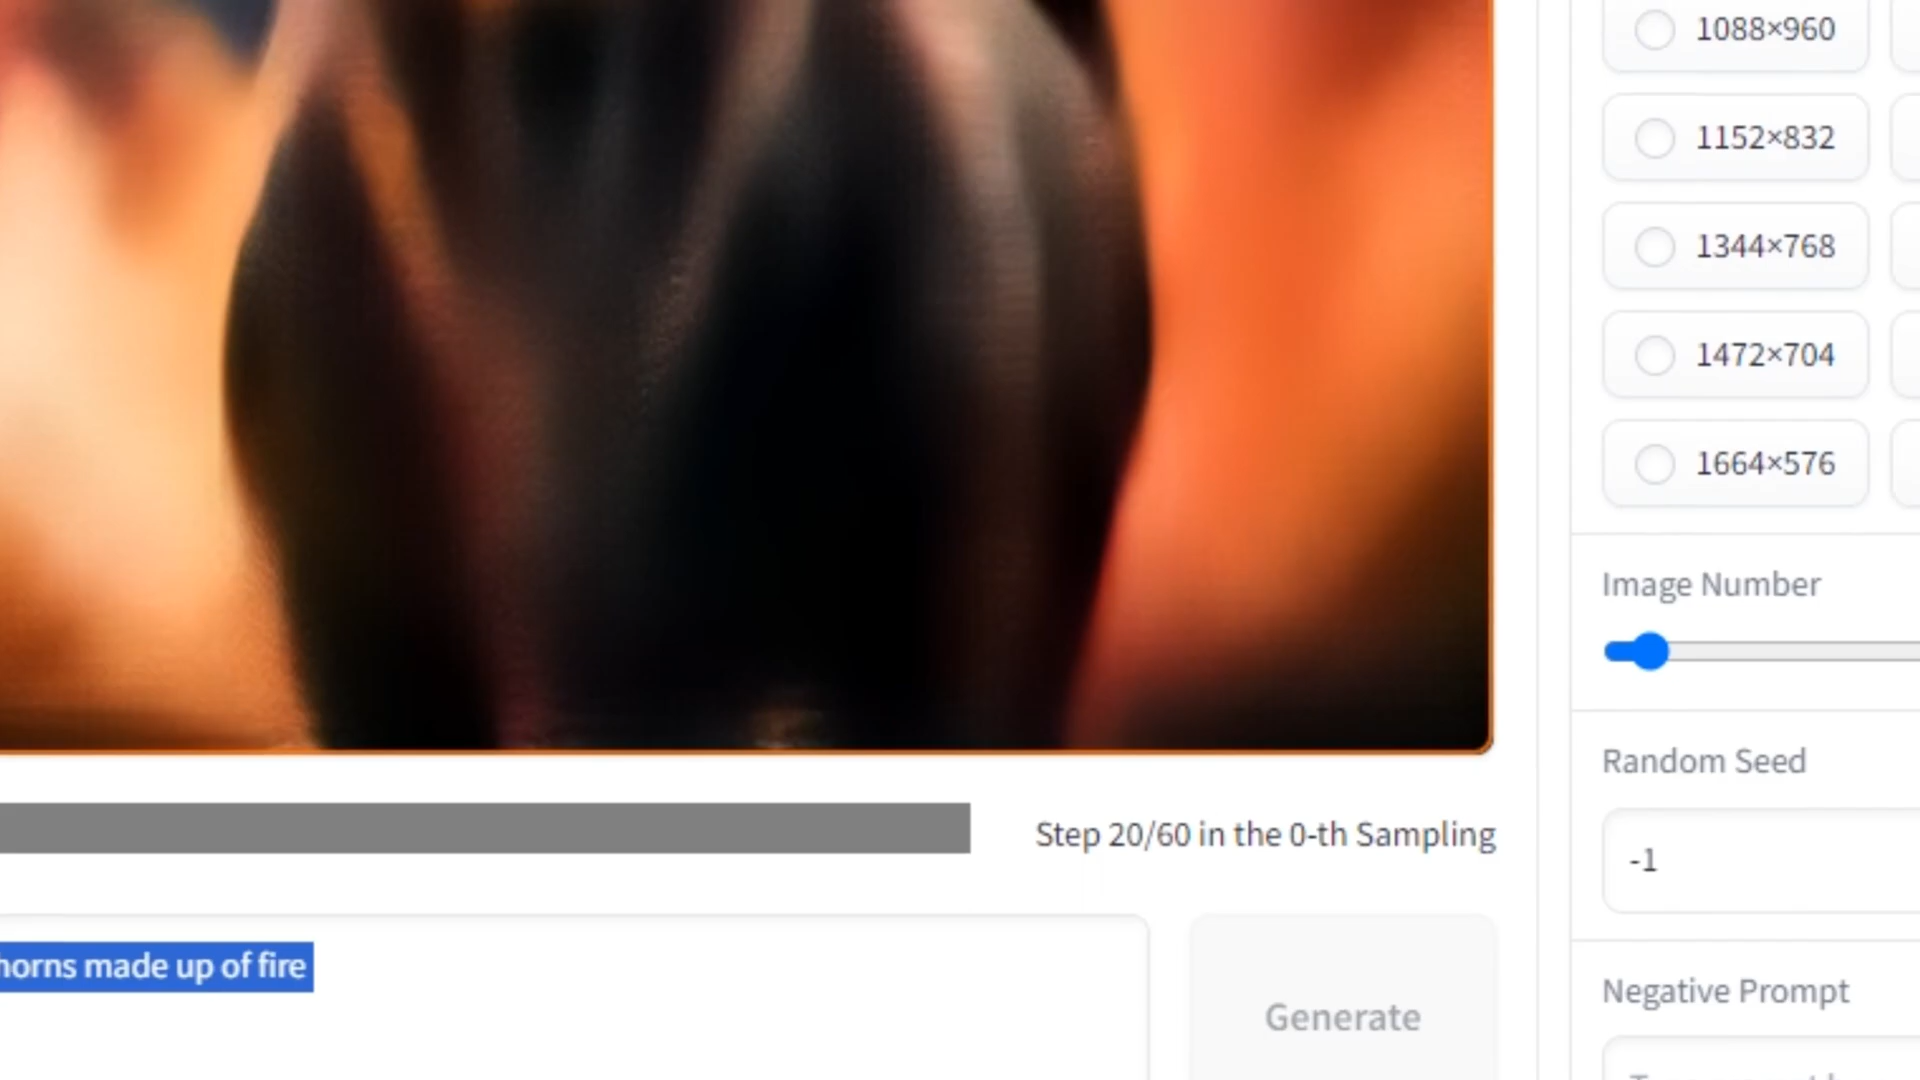 1088×960
1152×832
1344×768
1472×704
1664×576
Image Number
Random Seed
-1
Step 20/60 in the 0-th Sampling
horns made up of fire
Generate
Negative Prompt